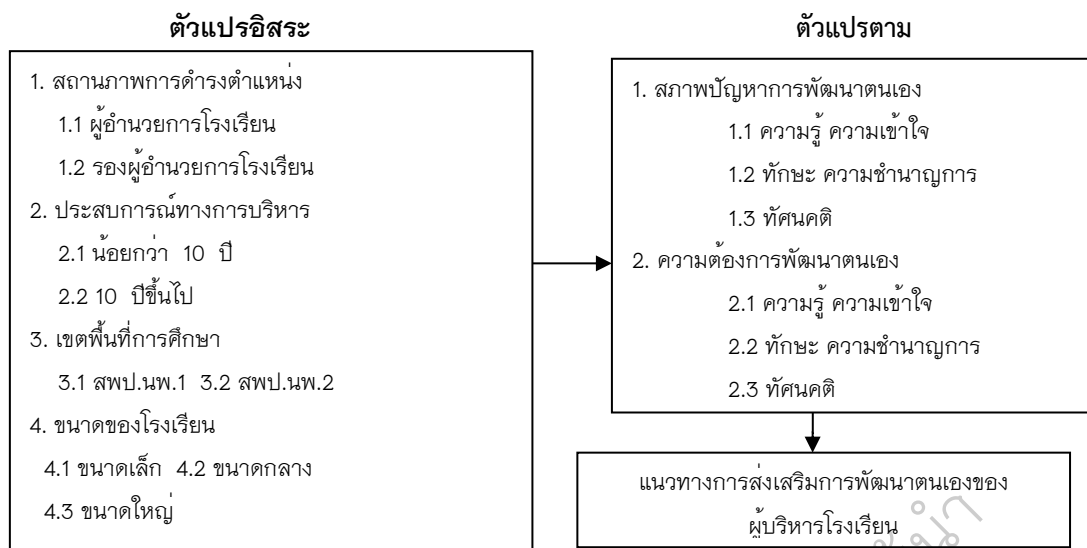 ตัวแปรอิสระ
1. สถานภาพการดำรงตำแหน่ง
1.1 ผู้อำนวยการโรงเรียน
1.2 รองผู้อำนวยการโรงเรียน
2. ประสบการณ์ทางการบริหาร
2.1 น้อยกว่า 10 ปี
2.2 10 ปีขึ้นไป
3. เขตพื้นที่การศึกษา
3.1 สพป.นพ.1 3.2 สพป.นพ.2
4. ขนาดของโรงเรียน
4.1 ขนาดเล็ก 4.2 ขนาดกลาง
4.3 ขนาดใหญ่
ตัวแปรตาม
1. สภาพปัญหาการพัฒนาตนเอง
1.1 ความรู้ ความเข้าใจ
1.2 ทักษะ ความชำนาญการ
1.3 ทัศนคติ
2. ความต้องการพัฒนาตนเอง
2.1 ความรู้ ความเข้าใจ
2.2 ทักษะ ความชำนาญการ
2.3 ทัศนคติ
แนวทางการส่งเสริมการพัฒนาตนเองของ
ผู้บริหารโรงเรียน